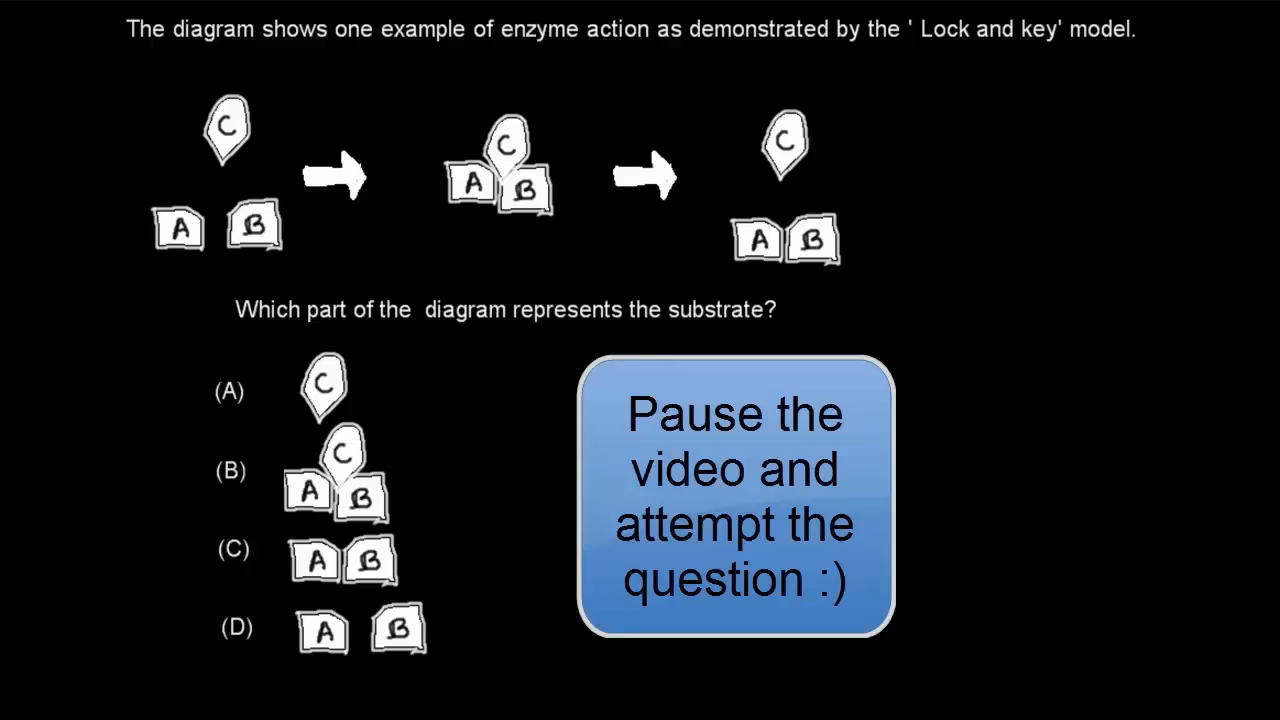 The diagram shows one example of enzyme action as demonstrated by the ' Lock and key' model.
C
A B
C
A B
C
A B
Which part of the diagram represents the substrate?
(A) C
(B) C
A B
(C) A B
(D) A B
Pause the
video and
attempt the
question :)